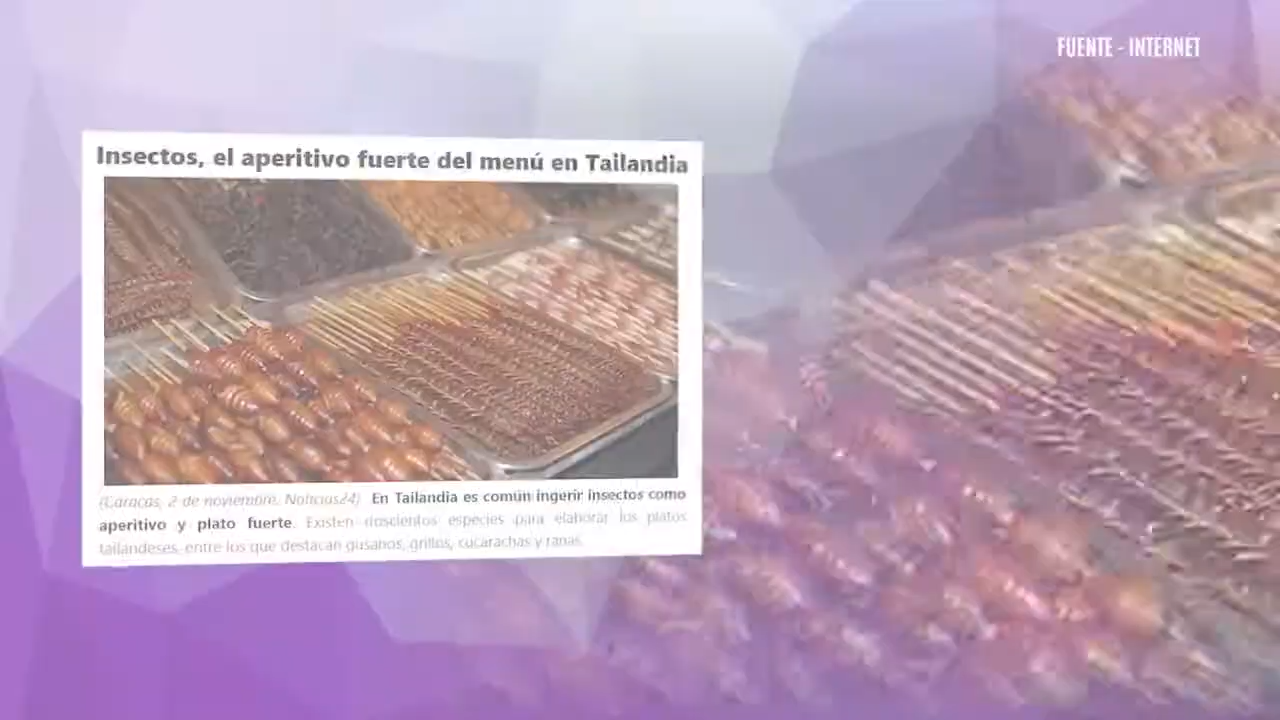 FUENTE - INTERNET
Insectos, el aperitivo fuerte del menú en Tailandia
(Caracas, 2 de noviembre, Noticias24) En Tailandia es común ingerir insectos como
aperitivo y plato fuerte. Existen doscientos especies para elaborar los platos
tailandeses, entre los que destacan gusanos, grillos, cucarachas y ranas.